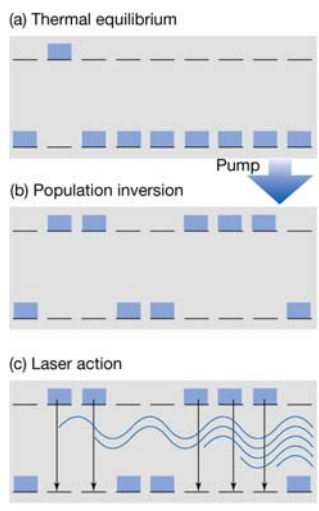 (a) Thermal equilibrium
Pump
(b) Population inversion
(c) Laser action